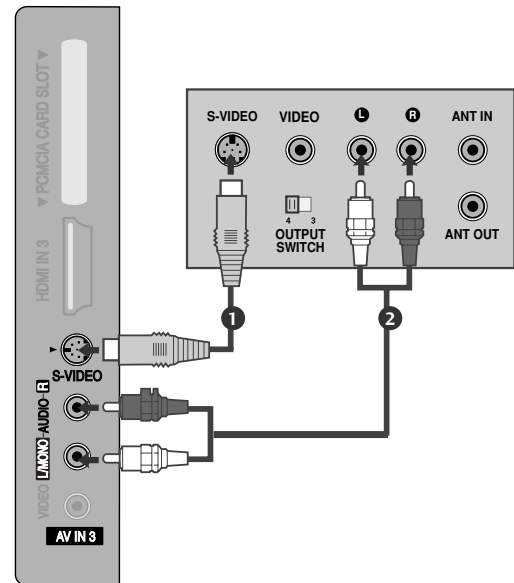 ▼ PCMCIA CARD SLOT ▼
HDMI IN 3
S-VIDEO
L/MONO AUDIO R
VIDEO
AV IN 3
S-VIDEO VIDEO L R ANT IN
4 3
OUTPUT
SWITCH
ANT OUT
1
2